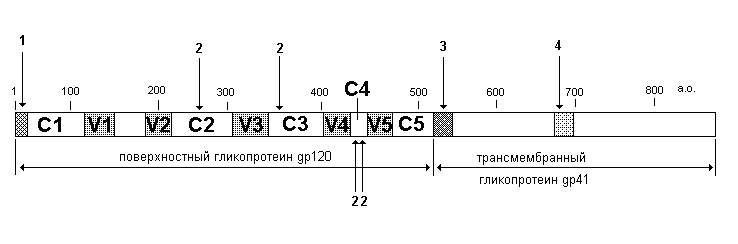 1 2 2 3 4
1 100 200 300 400 500 600 700 800 а.о.
C4
C1 V1 V2 C2 V3 C3 V4 V5 C5
поверхностный гликопротеин gp120
трансмембранный
гликопротеин gp41
2 2